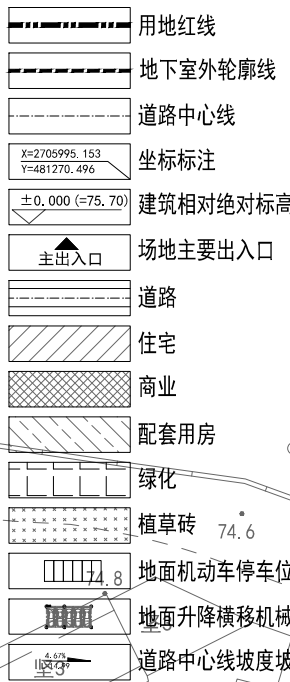 用地红线
地下室外轮廓线
道路中心线
X=2705995.153
Y=481270.496
坐标标注
±0.000(=75.70)
建筑相对绝对标高
主出入口
场地主要出入口
道路
住宅
商业
配套用房
绿化
植草砖
74.6
地面机动车停车位
74.8
地面升降横移机械
4.67%
道路中心线坡度坡
坚3